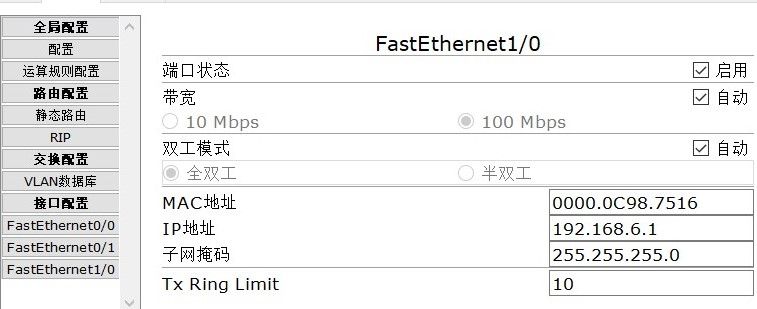 全局配置
配置
运算规则配置
路由配置
静态路由
RIP
交换配置
VLAN数据库
接口配置
FastEthernet0/0
FastEthernet0/1
FastEthernet1/0
FastEthernet1/0
端口状态 启用
带宽 自动
10 Mbps 100 Mbps
双工模式 自动
全双工 半双工
MAC地址 0000.0C98.7516
IP地址 192.168.6.1
子网掩码 255.255.255.0
Tx Ring Limit 10